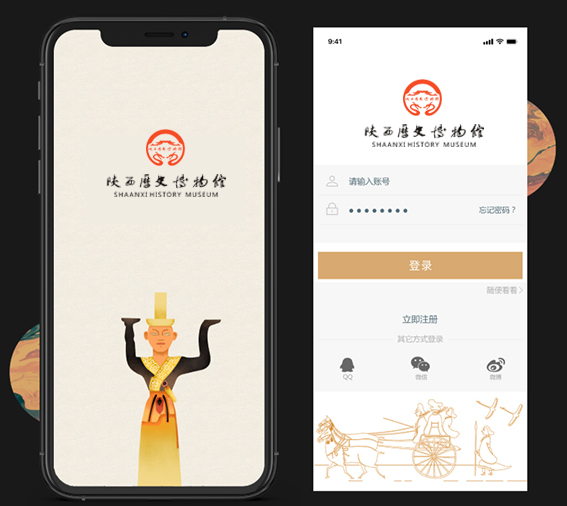 陕西历史博物馆
SHAANXI HISTORY MUSEUM
9:41
陕西历史博物馆
SHAANXI HISTORY MUSEUM
请输入账号
忘记密码？
登录
随便看看>
立即注册
其它方式登录
QQ
微信
微博